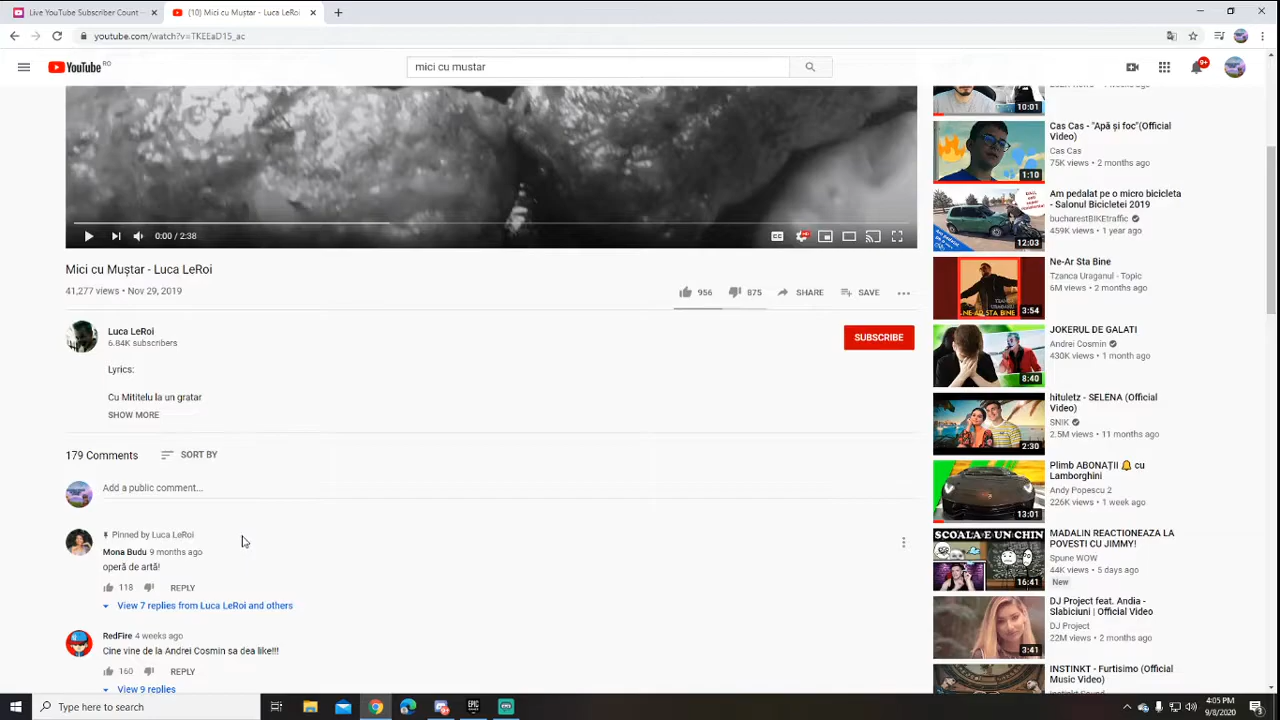 Live YouTube Subscriber Count -
(10) Mici cu Muștar - Luca LeRoi
youtube.com/watch?v=TKEEaD15_ac
YouTube RO
mici cu mustar
9+
10:01
Cas Cas - "Apă și foc"(Official
Video)
Cas Cas
75K views • 2 months ago
1:10
Am pedalat pe o micro bicicleta
- Salonul Bicicletei 2019
bucharestBIKEtraffic
459K views • 1 year ago
12:03
0:00 / 2:38
Ne-Ar Sta Bine
Tzanca Uraganul - Topic
6M views • 2 months ago
3:54
Mici cu Muștar - Luca LeRoi
41,277 views • Nov 29, 2019
956
875
SHARE
SAVE
Luca LeRoi
6.84K subscribers
SUBSCRIBE
JOKERUL DE GALATI
Andrei Cosmin
430K views • 1 month ago
8:40
Lyrics:
Cu Mititelu la un gratar
SHOW MORE
hituletz - SELENA (Official
Video)
SNIK
2.5M views • 11 months ago
2:30
179 Comments
SORT BY
Add a public comment...
Plimb ABONAȚII 🔔 cu
Lamborghini
Andy Popescu 2
226K views • 1 week ago
13:01
Pinned by Luca LeRoi
Mona Budu 9 months ago
operă de artă!
118
REPLY
View 7 replies from Luca LeRoi and others
SCOALA E UN CHIN
16:41
MADALIN REACTIONEAZA LA
POVESTI CU JIMMY!
Spune WOW
44K views • 5 days ago
New
RedFire 4 weeks ago
Cine vine de la Andrei Cosmin sa dea like!!!
160
REPLY
View 9 replies
DJ Project feat. Andia -
Slabiciuni | Official Video
DJ Project
22M views • 2 months ago
3:41
INSTINKT - Furtisimo (Official
Music Video)
Type here to search
EPIC
4:05 PM
9/8/2020